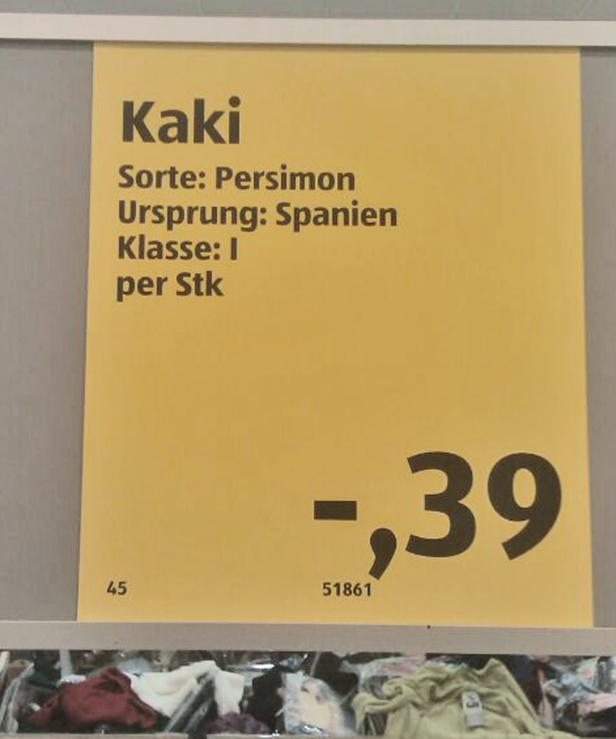 Kaki
Sorte: Persimon
Ursprung: Spanien
Klasse: I
per Stk
-,39
45 51861